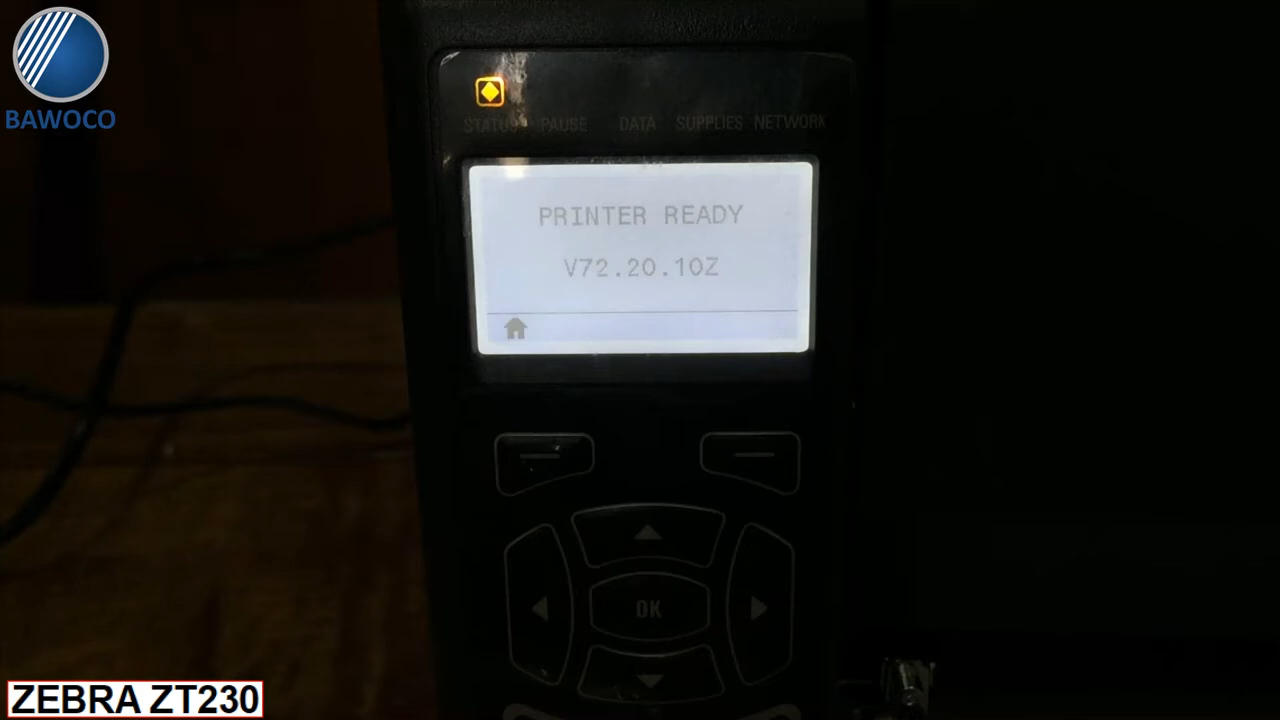 BAWOCO
STATUS PAUSE DATA SUPPLIES NETWORK
PRINTER READY
V72.20.10Z
OK
ZEBRA ZT230